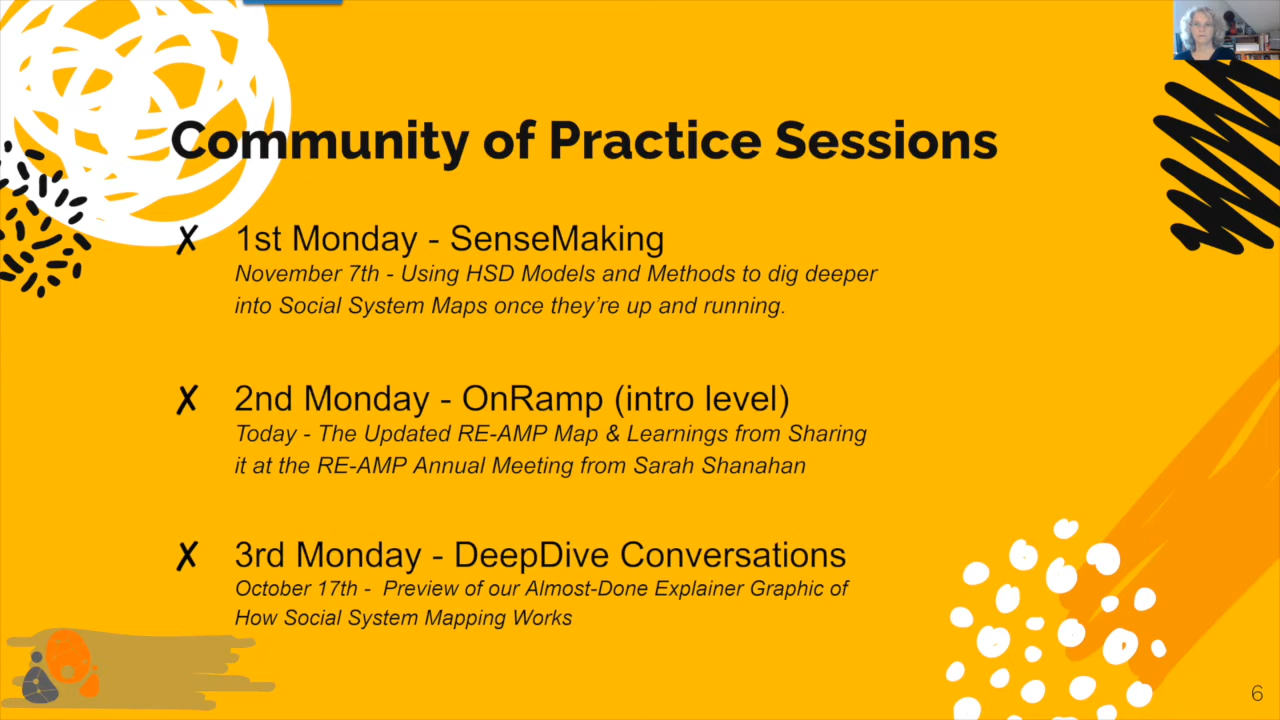 Community of Practice Sessions
✗ 1st Monday - SenseMaking
November 7th - Using HSD Models and Methods to dig deeper
into Social System Maps once they’re up and running.
✗ 2nd Monday - OnRamp (intro level)
Today - The Updated RE-AMP Map & Learnings from Sharing
it at the RE-AMP Annual Meeting from Sarah Shanahan
✗ 3rd Monday - DeepDive Conversations
October 17th - Preview of our Almost-Done Explainer Graphic of
How Social System Mapping Works
6